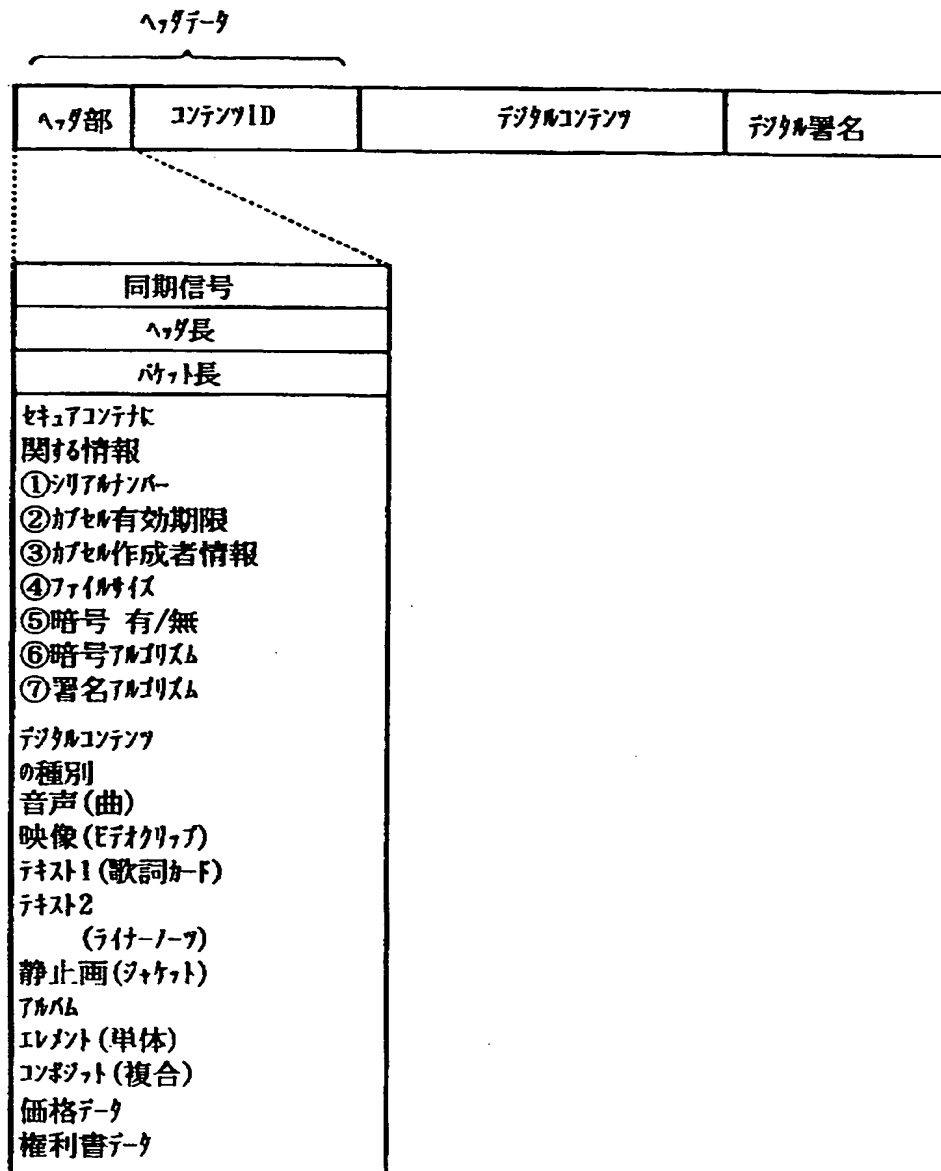 ヘッダデータ
ヘッダ部 コンテンツID デジタルコンテンツ デジタル署名
同期信号
ヘッダ長
パケット長
セキュアコンテナに
関する情報
①シリアルナンバー
②カプセル有効期限
③カプセル作成者情報
④ファイルサイズ
⑤暗号 有/無
⑥暗号アルゴリズム
⑦署名アルゴリズム
デジタルコンテンツ
の種別
音声(曲)
映像(ビデオクリップ)
テキスト1(歌詞カード)
テキスト2
(ライナーノーツ)
静止画(ジャケット)
アルバム
エレメント(単体)
コンポジット(複合)
価格データ
権利書データ